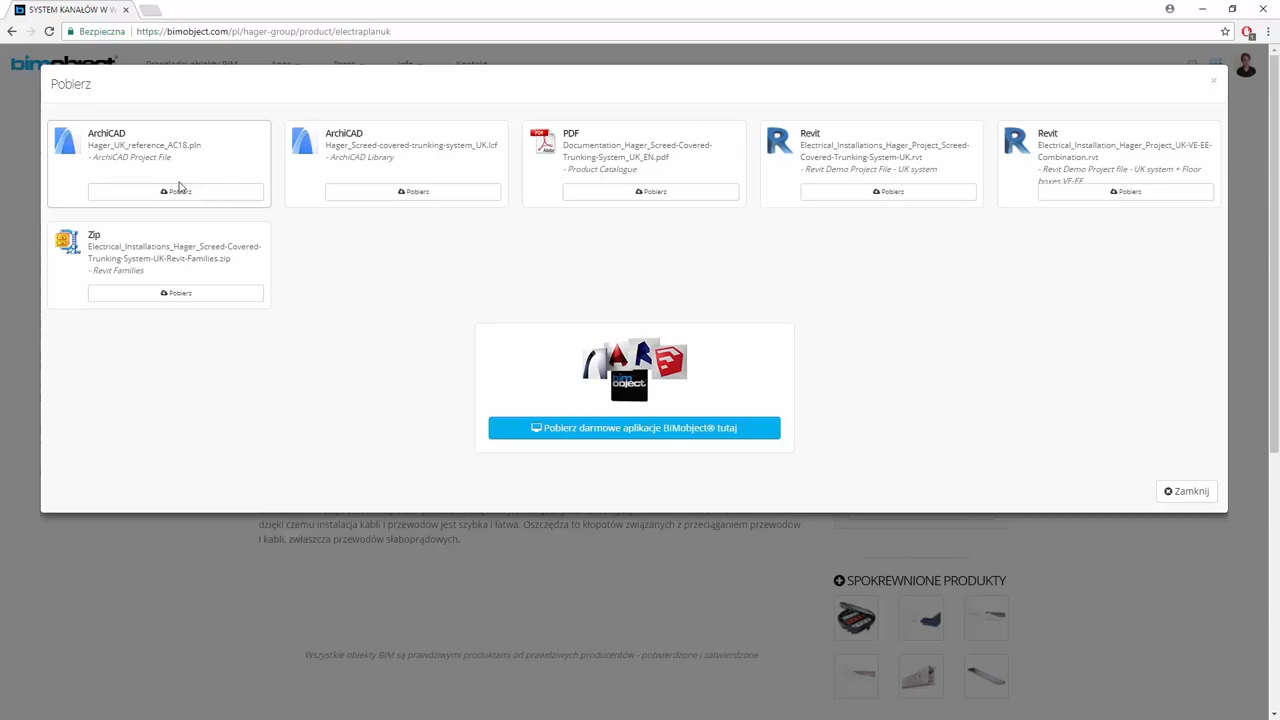 SYSTEM KANAŁÓW W W
Bezpieczna
https://bimobject.com/pl/hager-group/product/electraplanuk
Pobierz
ArchiCAD
Hager_UK_reference_AC18.pln
- ArchiCAD Project File
Pobierz
ArchiCAD
Hager_Screed-covered-trunking-system_UK.lcf
- ArchiCAD Library
Pobierz
PDF
Documentation_Hager_Screed-Covered-
Trunking-System_UK_EN.pdf
- Product Catalogue
Pobierz
Revit
Electrical_Installations_Hager_Project_Screed-
Covered-Trunking-System-UK.rvt
- Revit Demo Project File - UK system
Pobierz
Revit
Electrical_Installation_Hager_Project_UK-VE-EE-
Combination.rvt
- Revit Demo Project file - UK system + Floor
boxes VE-EE
Pobierz
Zip
Electrical_Installations_Hager_Screed-Covered-
Trunking-System-UK-Revit-Families.zip
- Revit Families
Pobierz
bim
object
Pobierz darmowe aplikacje BIMobject® tutaj
Zamknij
dzięki czemu instalacja kabli i przewodów jest szybka i łatwa. Oszczędza to kłopotów związanych z przeciąganiem przewodów
i kabli, zwłaszcza przewodów słaboprądowych.
SPOKREWNIONE PRODUKTY
Wszystkie obiekty BIM są prawdziwymi produktami od prawdziwych producentów - potwierdzone i zatwierdzone